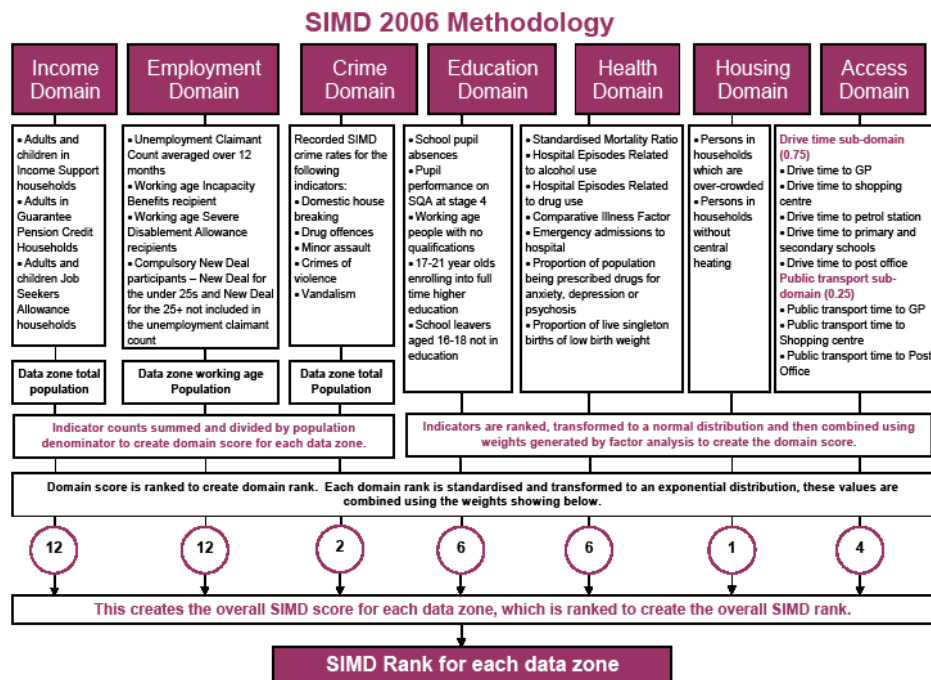 SIMD 2006 Methodology
Income
Domain
Employment
Domain
Crime
Domain
Education
Domain
Health
Domain
Housing
Domain
Access
Domain
• Adults and
children in
Income Support
households
• Adults in
Guarantee
Pension Credit
Households
• Adults and
children Job
Seekers
Allowance
households
• Unemployment Claimant
Count averaged over 12
months
• Working age Incapacity
Benefits recipient
• Working age Severe
Disablement Allowance
recipients
• Compulsory New Deal
participants – New Deal for
the under 25s and New Deal
for the 25+ not included in
the unemployment claimant
count
Recorded SIMD
crime rates for the
following
indicators:
• Domestic house
breaking
• Drug offences
• Minor assault
• Crimes of
violence
• Vandalism
• School pupil
absences
• Pupil
performance on
SQA at stage 4
• Working age
people with no
qualifications
• 17-21 year olds
enrolling into full
time higher
education
• School leavers
aged 16-18 not in
education
• Standardised Mortality Ratio
• Hospital Episodes Related
to alcohol use
• Hospital Episodes Related
to drug use
• Comparative Illness Factor
• Emergency admissions to
hospital
• Proportion of population
being prescribed drugs for
anxiety, depression or
psychosis
• Proportion of live singleton
births of low birth weight
• Persons in
households
which are
over-crowded
• Persons in
households
without
central
heating
Drive time sub-domain
(0.75)
• Drive time to GP
• Drive time to shopping
centre
• Drive time to petrol station
• Drive time to primary and
secondary schools
• Drive time to post office
Public transport sub-
domain (0.25)
• Public transport time to GP
• Public transport time to
Shopping centre
• Public transport time to Post
Office
Data zone total
population
Data zone working age
Population
Data zone total
Population
Indicator counts summed and divided by population
denominator to create domain score for each data zone.
Indicators are ranked, transformed to a normal distribution and then combined using
weights generated by factor analysis to create the domain score.
Domain score is ranked to create domain rank. Each domain rank is standardised and transformed to an exponential distribution, these values are
combined using the weights showing below.
12
12
2
6
6
1
4
This creates the overall SIMD score for each data zone, which is ranked to create the overall SIMD rank.
SIMD Rank for each data zone